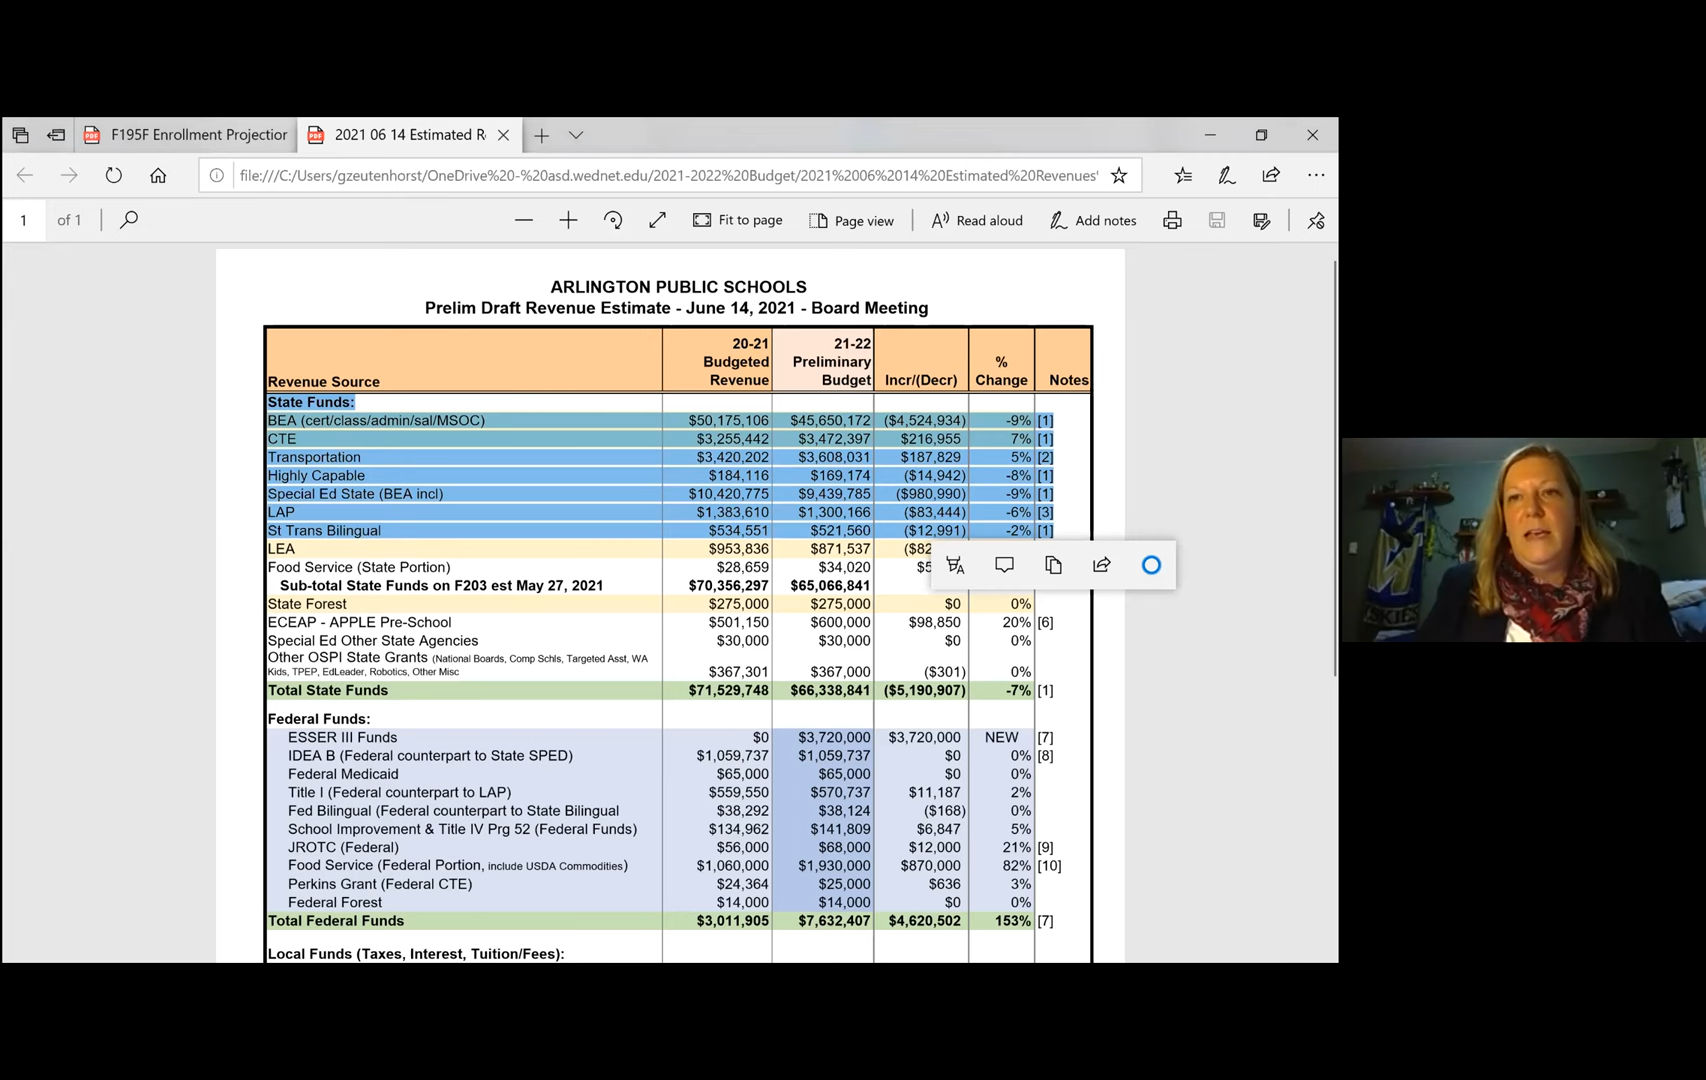 F195F Enrollment Projection
2021 06 14 Estimated R
file:///C:/Users/gzeutenhorst/OneDrive%20-%20asd.wednet.edu/2021-2022%20Budget/2021%2006%2014%20Estimated%20Revenues'
1 of 1 Fit to page Page view Read aloud Add notes
ARLINGTON PUBLIC SCHOOLS
Prelim Draft Revenue Estimate - June 14, 2021 - Board Meeting
Revenue Source 20-21 Budgeted Revenue 21-22 Preliminary Budget Incr/(Decr) % Change Notes
State Funds:
BEA (cert/class/admin/sal/MSOC) $50,175,106 $45,650,172 ($4,524,934) -9% [1]
CTE $3,255,442 $3,472,397 $216,955 7% [1]
Transportation $3,420,202 $3,608,031 $187,829 5% [2]
Highly Capable $184,116 $169,174 ($14,942) -8% [1]
Special Ed State (BEA incl) $10,420,775 $9,439,785 ($980,990) -9% [1]
LAP $1,383,610 $1,300,166 ($83,444) -6% [3]
St Trans Bilingual $534,551 $521,560 ($12,991) -2% [1]
LEA $953,836 $871,537 ($82
Food Service (State Portion) $28,659 $34,020 $5
Sub-total State Funds on F203 est May 27, 2021 $70,356,297 $65,066,841
State Forest $275,000 $275,000 $0 0%
ECEAP - APPLE Pre-School $501,150 $600,000 $98,850 20% [6]
Special Ed Other State Agencies $30,000 $30,000 $0 0%
Other OSPI State Grants (National Boards, Comp Schls, Targeted Asst, WA
Kids, TPEP, EdLeader, Robotics, Other Misc $367,301 $367,000 ($301) 0%
Total State Funds $71,529,748 $66,338,841 ($5,190,907) -7% [1]
Federal Funds:
ESSER III Funds $0 $3,720,000 $3,720,000 NEW [7]
IDEA B (Federal counterpart to State SPED) $1,059,737 $1,059,737 $0 0% [8]
Federal Medicaid $65,000 $65,000 $0 0%
Title I (Federal counterpart to LAP) $559,550 $570,737 $11,187 2%
Fed Bilingual (Federal counterpart to State Bilingual $38,292 $38,124 ($168) 0%
School Improvement & Title IV Prg 52 (Federal Funds) $134,962 $141,809 $6,847 5%
JROTC (Federal) $56,000 $68,000 $12,000 21% [9]
Food Service (Federal Portion, include USDA Commodities) $1,060,000 $1,930,000 $870,000 82% [10]
Perkins Grant (Federal CTE) $24,364 $25,000 $636 3%
Federal Forest $14,000 $14,000 $0 0%
Total Federal Funds $3,011,905 $7,632,407 $4,620,502 153% [7]
Local Funds (Taxes, Interest, Tuition/Fees):